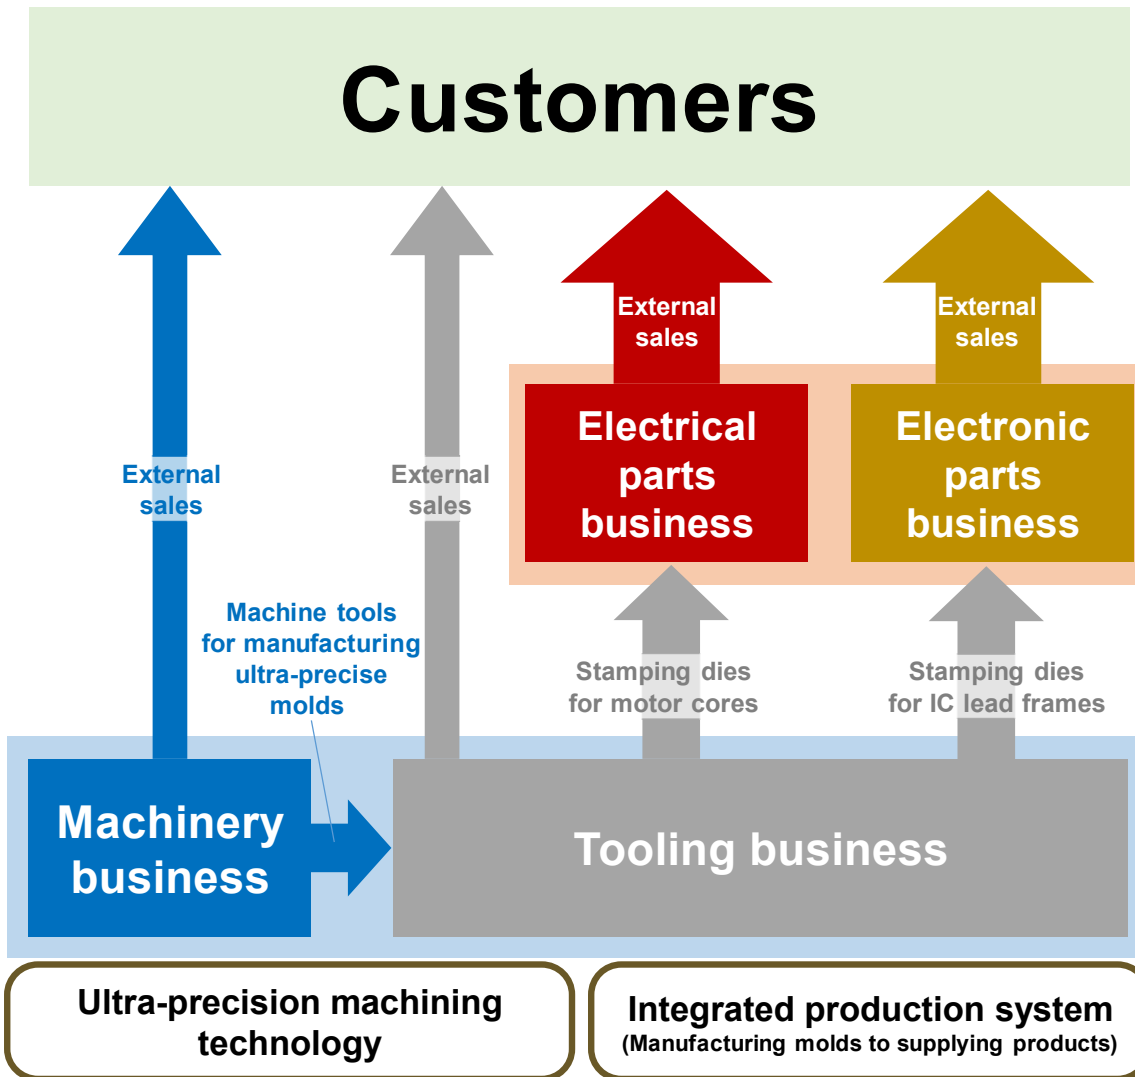 Customers
External
sales
External
sales
External
sales
External
sales
Electrical
parts
business
Electronic
parts
business
Machine tools
for manufacturing
ultra-precise
molds
Stamping dies
for motor cores
Stamping dies
for IC lead frames
Machinery
business
Tooling business
Ultra-precision machining
technology
Integrated production system
(Manufacturing molds to supplying products)